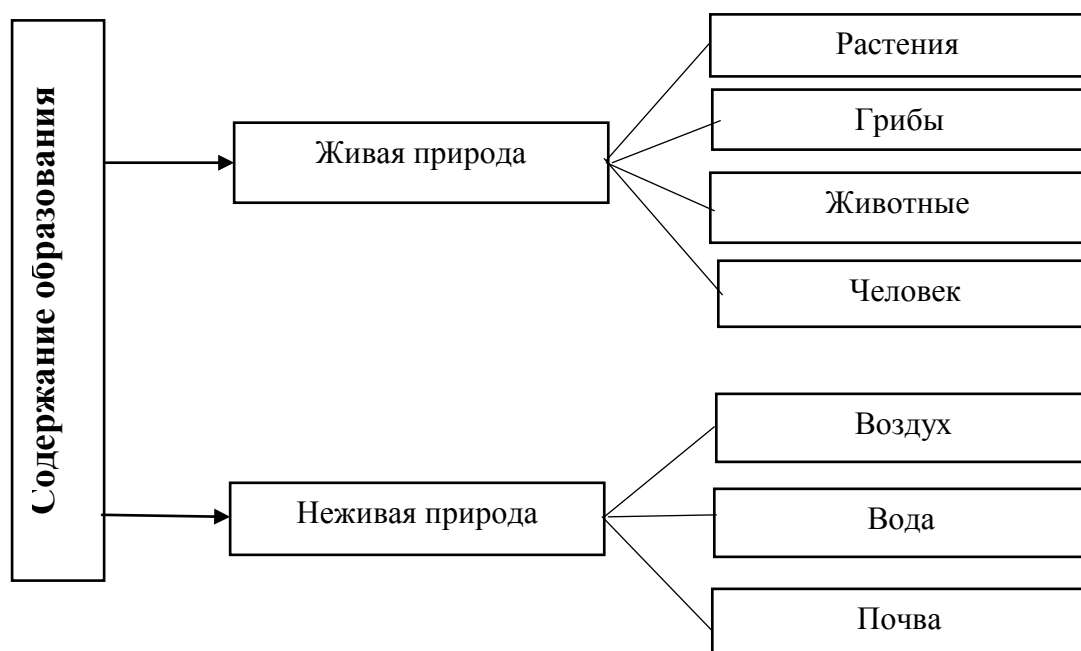 Содержание образования
Живая природа
Растения
Грибы
Животные
Человек
Неживая природа
Воздух
Вода
Почва